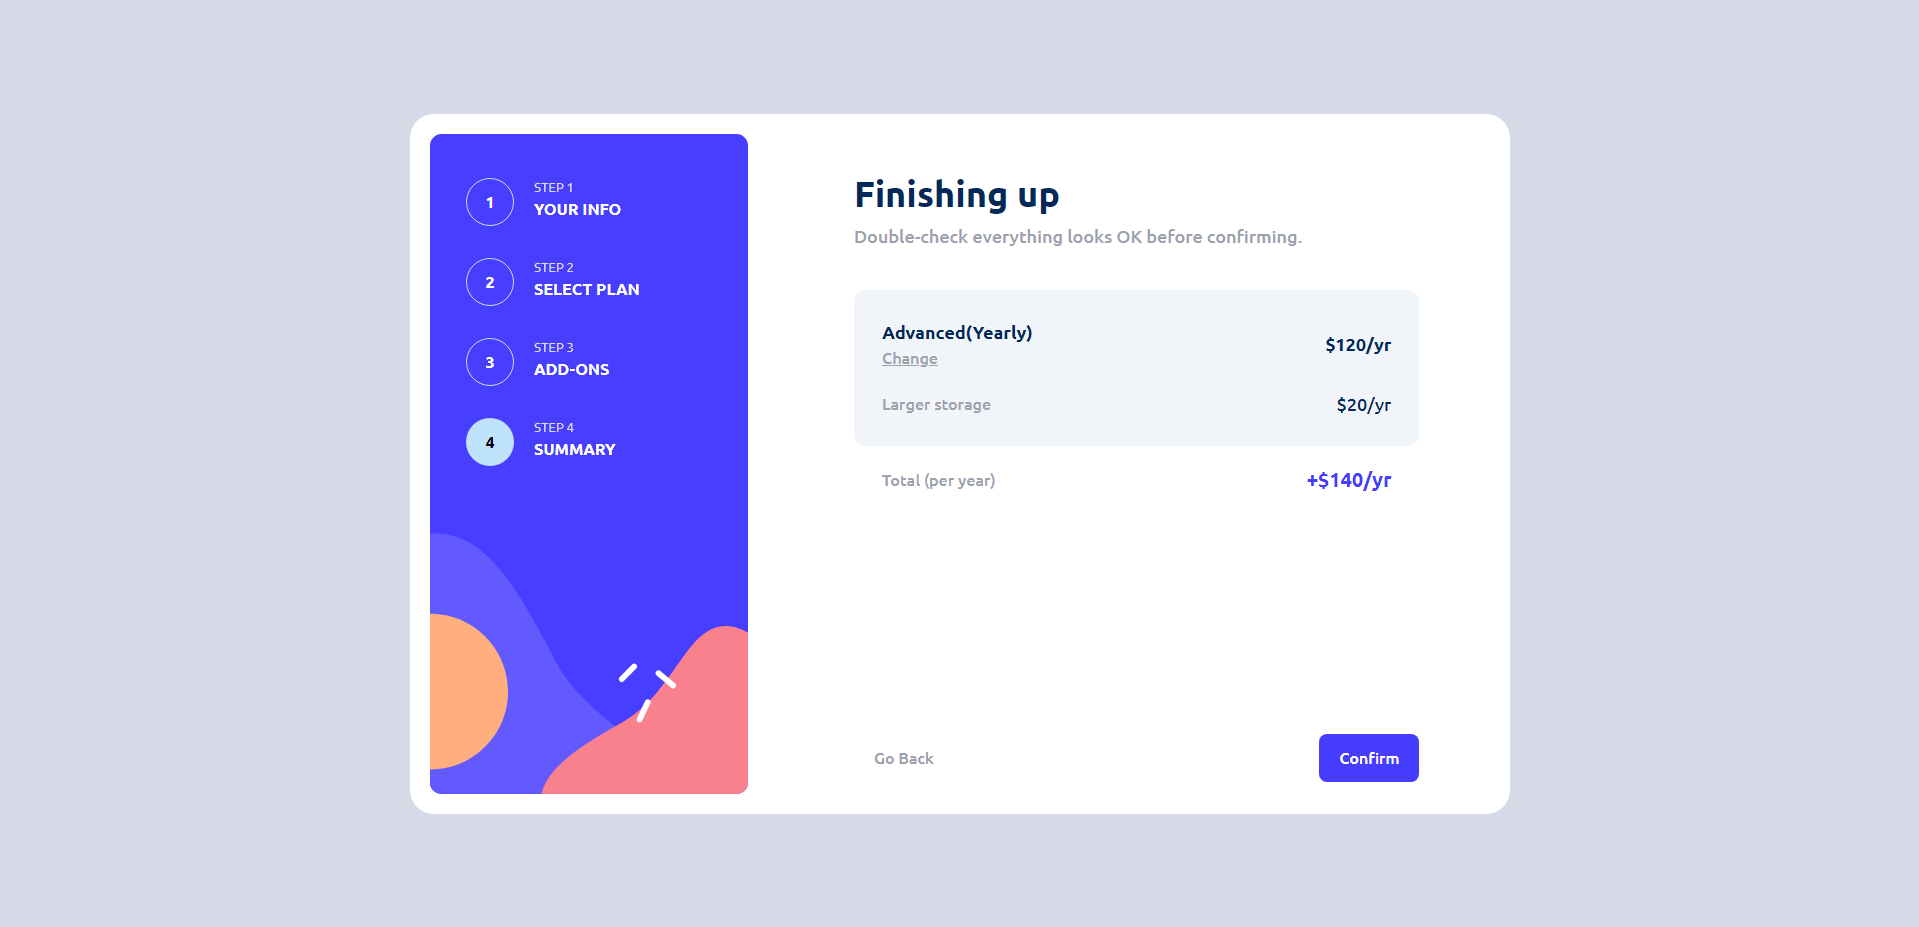 1
STEP 1
YOUR INFO
2
STEP 2
SELECT PLAN
3
STEP 3
ADD-ONS
4
STEP 4
SUMMARY
Finishing up
Double-check everything looks OK before confirming.
Advanced(Yearly)
Change
$120/yr
Larger storage
$20/yr
Total (per year)
+$140/yr
Go Back
Confirm